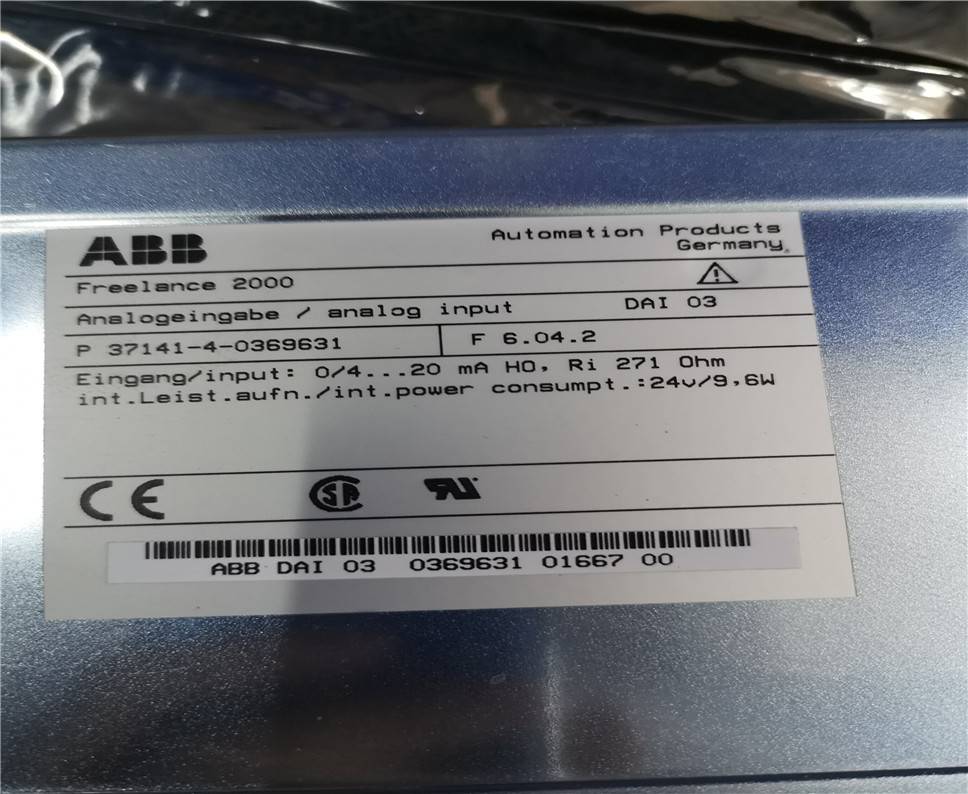 ABB
Automation Products
Germany
Freelance 2000
Analogeingabe / analog input DAI 03
P 37141-4-0369631 F 6.04.2
Eingang/input: 0/4...20 mA HO, Ri 271 Ohm
int.Leist.aufn./int.power consumpt.:24v/9,6W
CE SA RU
ABB DAI 03 0369631 01667 00